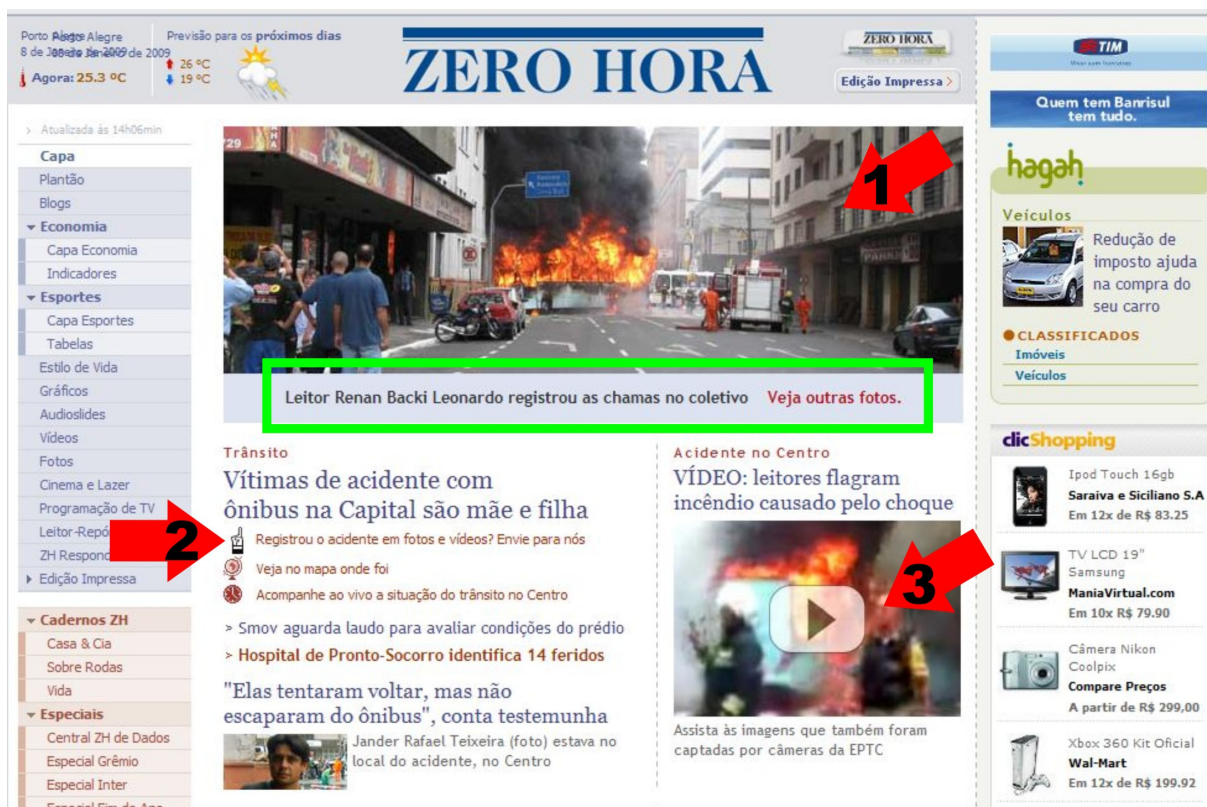 Porto Alegre
8 de Janeiro de 2009
Agora: 25.3 ºC
Previsão para os próximos dias
26 ºC
19 ºC
ZERO HORA
ZERO HORA
Edição Impressa >
TIM
Quem tem Banrisul
tem tudo.
> Atualizada às 14h06min
Capa
Plantão
Blogs
Economia
Capa Economia
Indicadores
Esportes
Capa Esportes
Tabelas
Estilo de Vida
Gráficos
Audioslides
Vídeos
Fotos
Cinema e Lazer
Programação de TV
Leitor-Repó
ZH Respon
Edição Impressa
Cadernos ZH
Casa & Cia
Sobre Rodas
Vida
Especiais
Central ZH de Dados
Especial Grêmio
Especial Inter
729
1
Leitor Renan Backi Leonardo registrou as chamas no coletivo Veja outras fotos.
Trânsito
Vítimas de acidente com
ônibus na Capital são mãe e filha
2
Registrou o acidente em fotos e vídeos? Envie para nós
Veja no mapa onde foi
Acompanhe ao vivo a situação do trânsito no Centro
> Smov aguarda laudo para avaliar condições do prédio
> Hospital de Pronto-Socorro identifica 14 feridos
"Elas tentaram voltar, mas não
escaparam do ônibus", conta testemunha
Jander Rafael Teixeira (foto) estava no
local do acidente, no Centro
Acidente no Centro
VÍDEO: leitores flagram
incêndio causado pelo choque
3
Assista às imagens que também foram
captadas por câmeras da EPTC
hagah
Veículos
Redução de
imposto ajuda
na compra do
seu carro
CLASSIFICADOS
Imóveis
Veículos
clicShopping
Ipod Touch 16gb
Saraiva e Siciliano S.A
Em 12x de R$ 83.25
TV LCD 19"
Samsung
ManiaVirtual.com
Em 10x R$ 79.90
Câmera Nikon
Coolpix
Compare Preços
A partir de R$ 299,00
Xbox 360 Kit Oficial
Wal-Mart
Em 12x de R$ 199.92